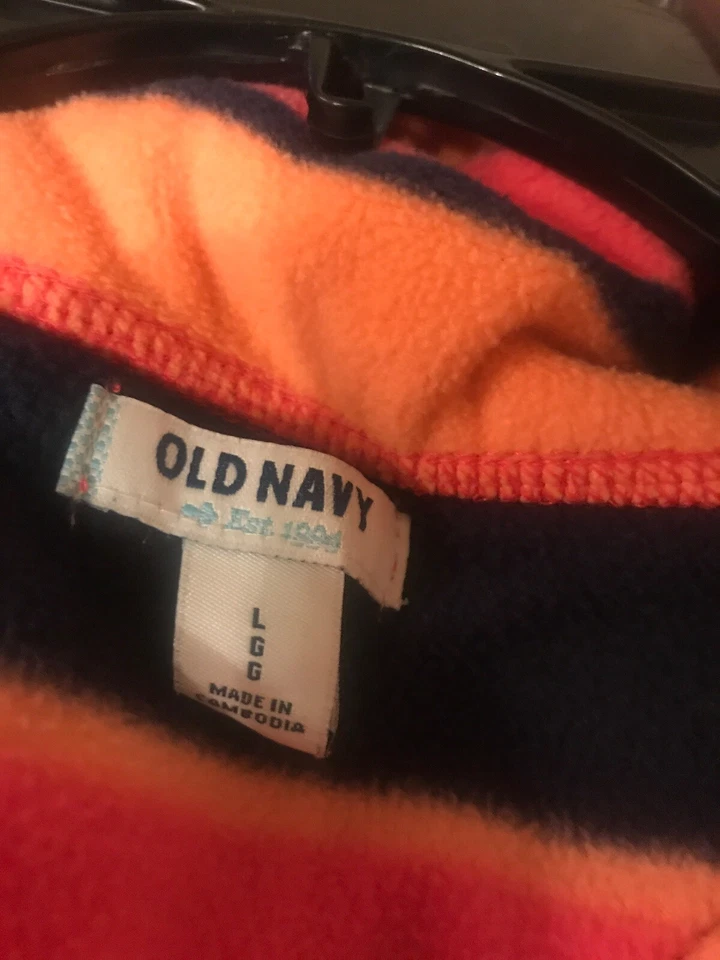 OLD NAVY
Est 1994
L
G
G
MADE IN
CAMBODIA